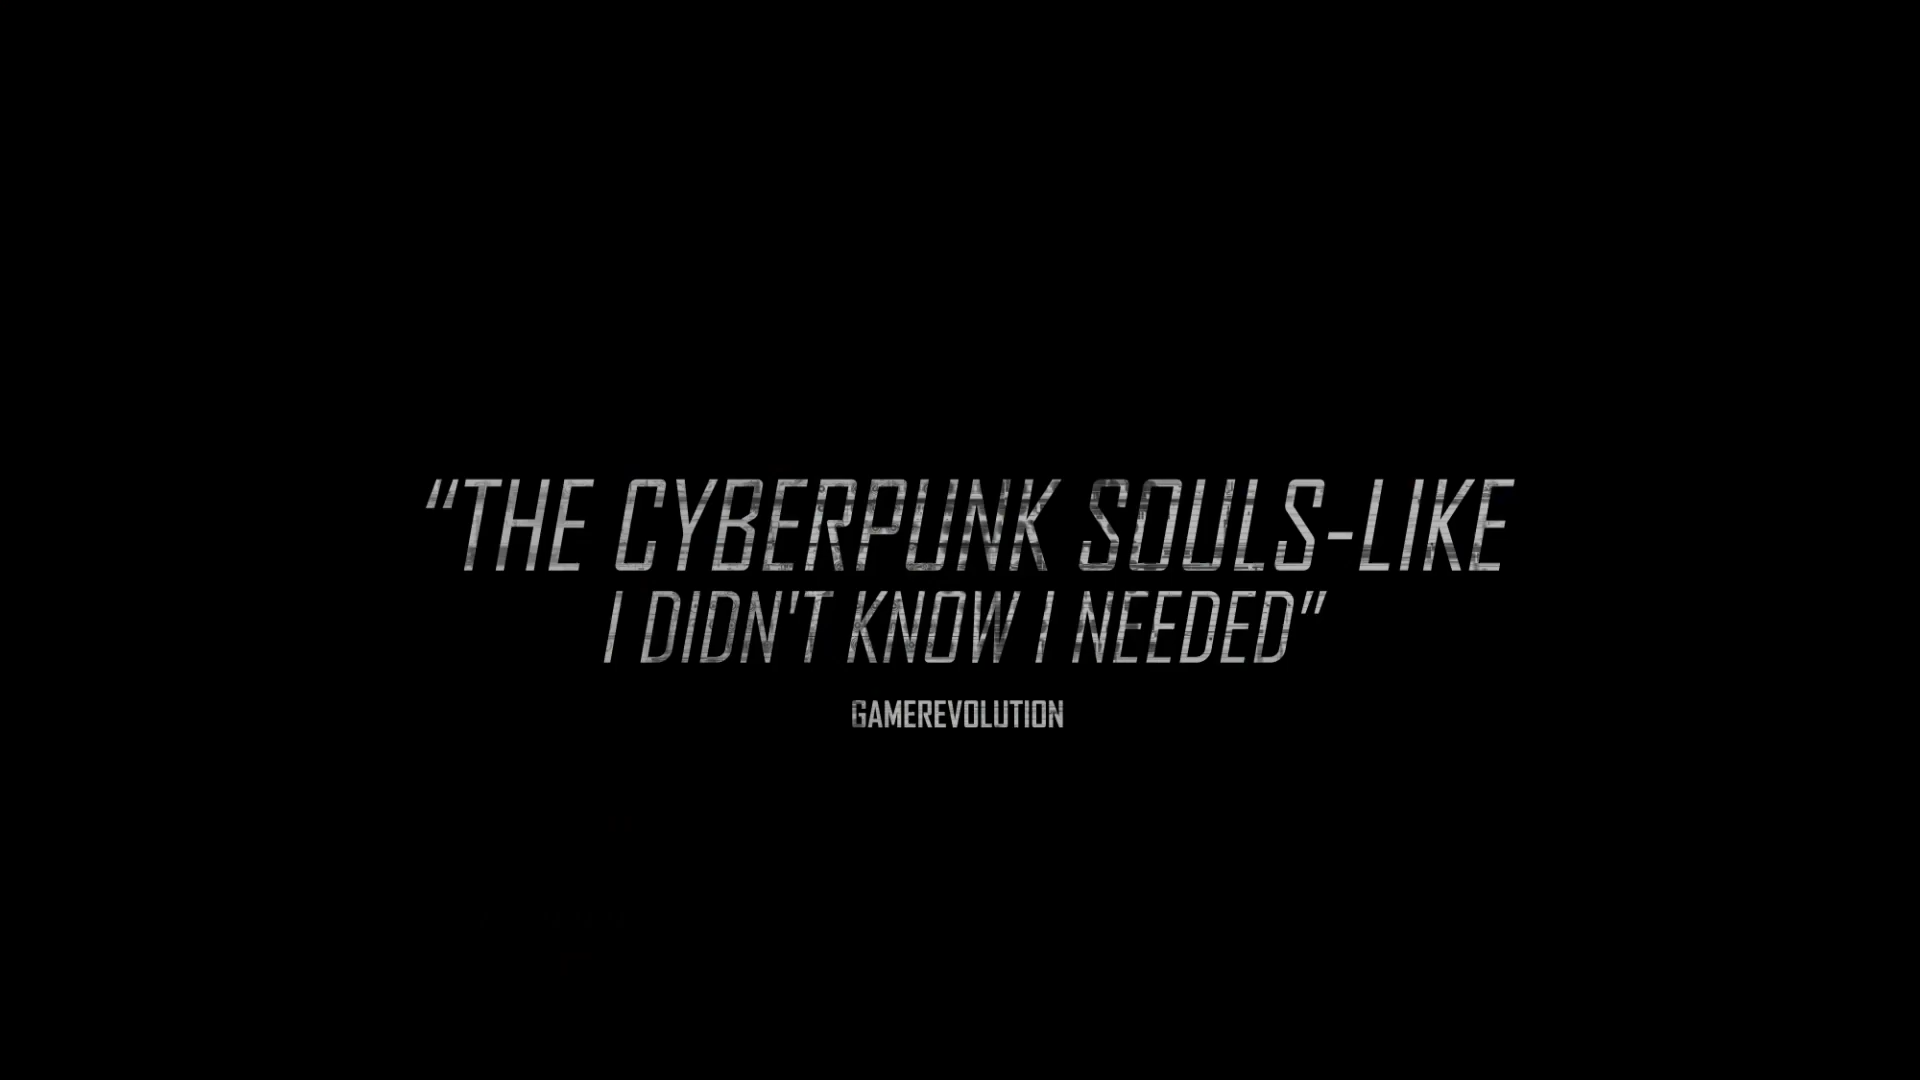 “THE CYBERPUNK SOULS-LIKE
I DIDN'T KNOW I NEEDED”
GAMEREVOLUTION